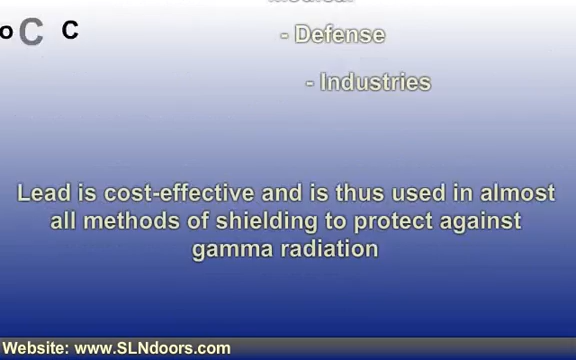 Medical
- Defense
o C C
- Industries
Lead is cost-effective and is thus used in almost
all methods of shielding to protect against
gamma radiation
Website: www.SLNdoors.com